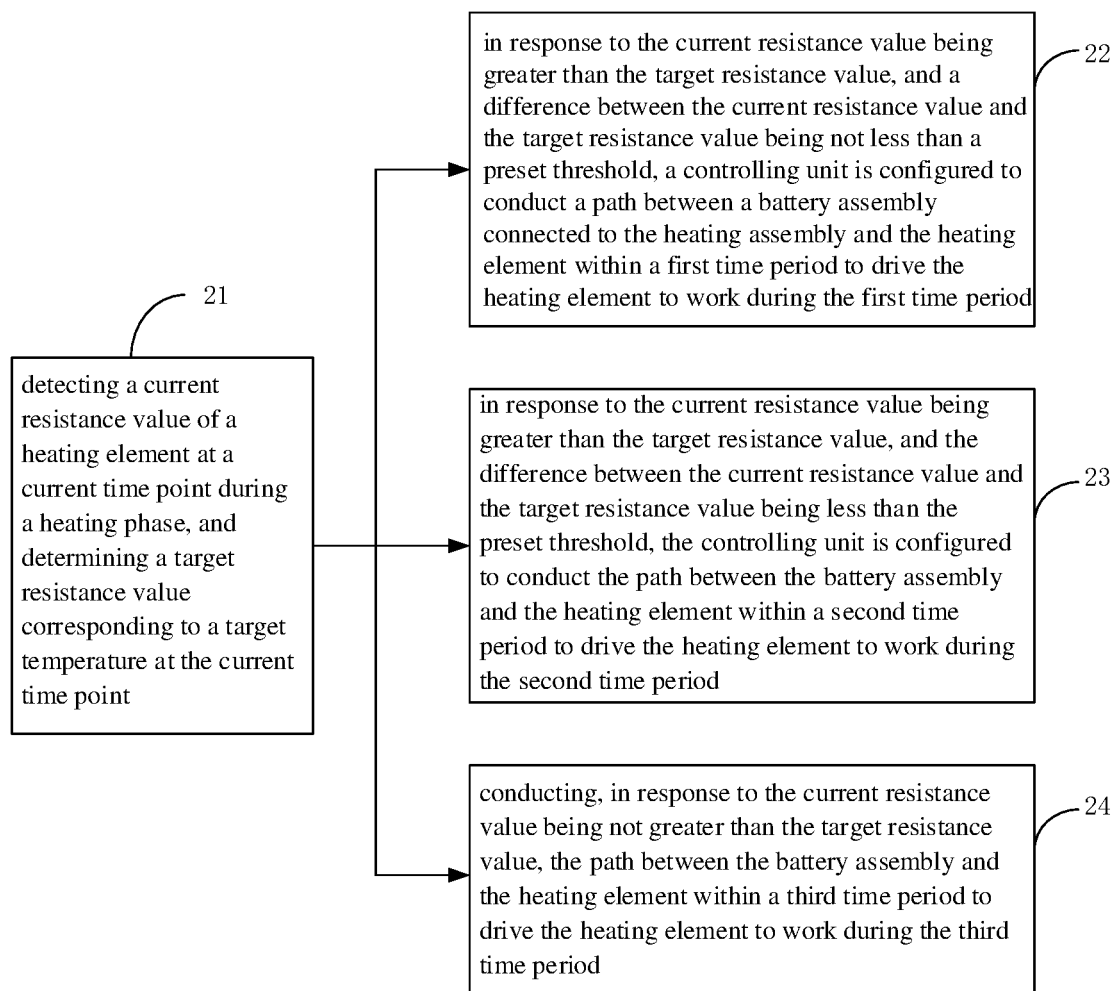 21
detecting a current
resistance value of a
heating element at a
current time point during
a heating phase, and
determining a target
resistance value
corresponding to a target
temperature at the current
time point
22
in response to the current resistance value being
greater than the target resistance value, and a
difference between the current resistance value and
the target resistance value being not less than a
preset threshold, a controlling unit is configured to
conduct a path between a battery assembly
connected to the heating assembly and the heating
element within a first time period to drive the
heating element to work during the first time period
23
in response to the current resistance value being
greater than the target resistance value, and the
difference between the current resistance value and
the target resistance value being less than the
preset threshold, the controlling unit is configured
to conduct the path between the battery assembly
and the heating element within a second time
period to drive the heating element to work during
the second time period
24
conducting, in response to the current resistance
value being not greater than the target resistance
value, the path between the battery assembly and
the heating element within a third time period to
drive the heating element to work during the third
time period